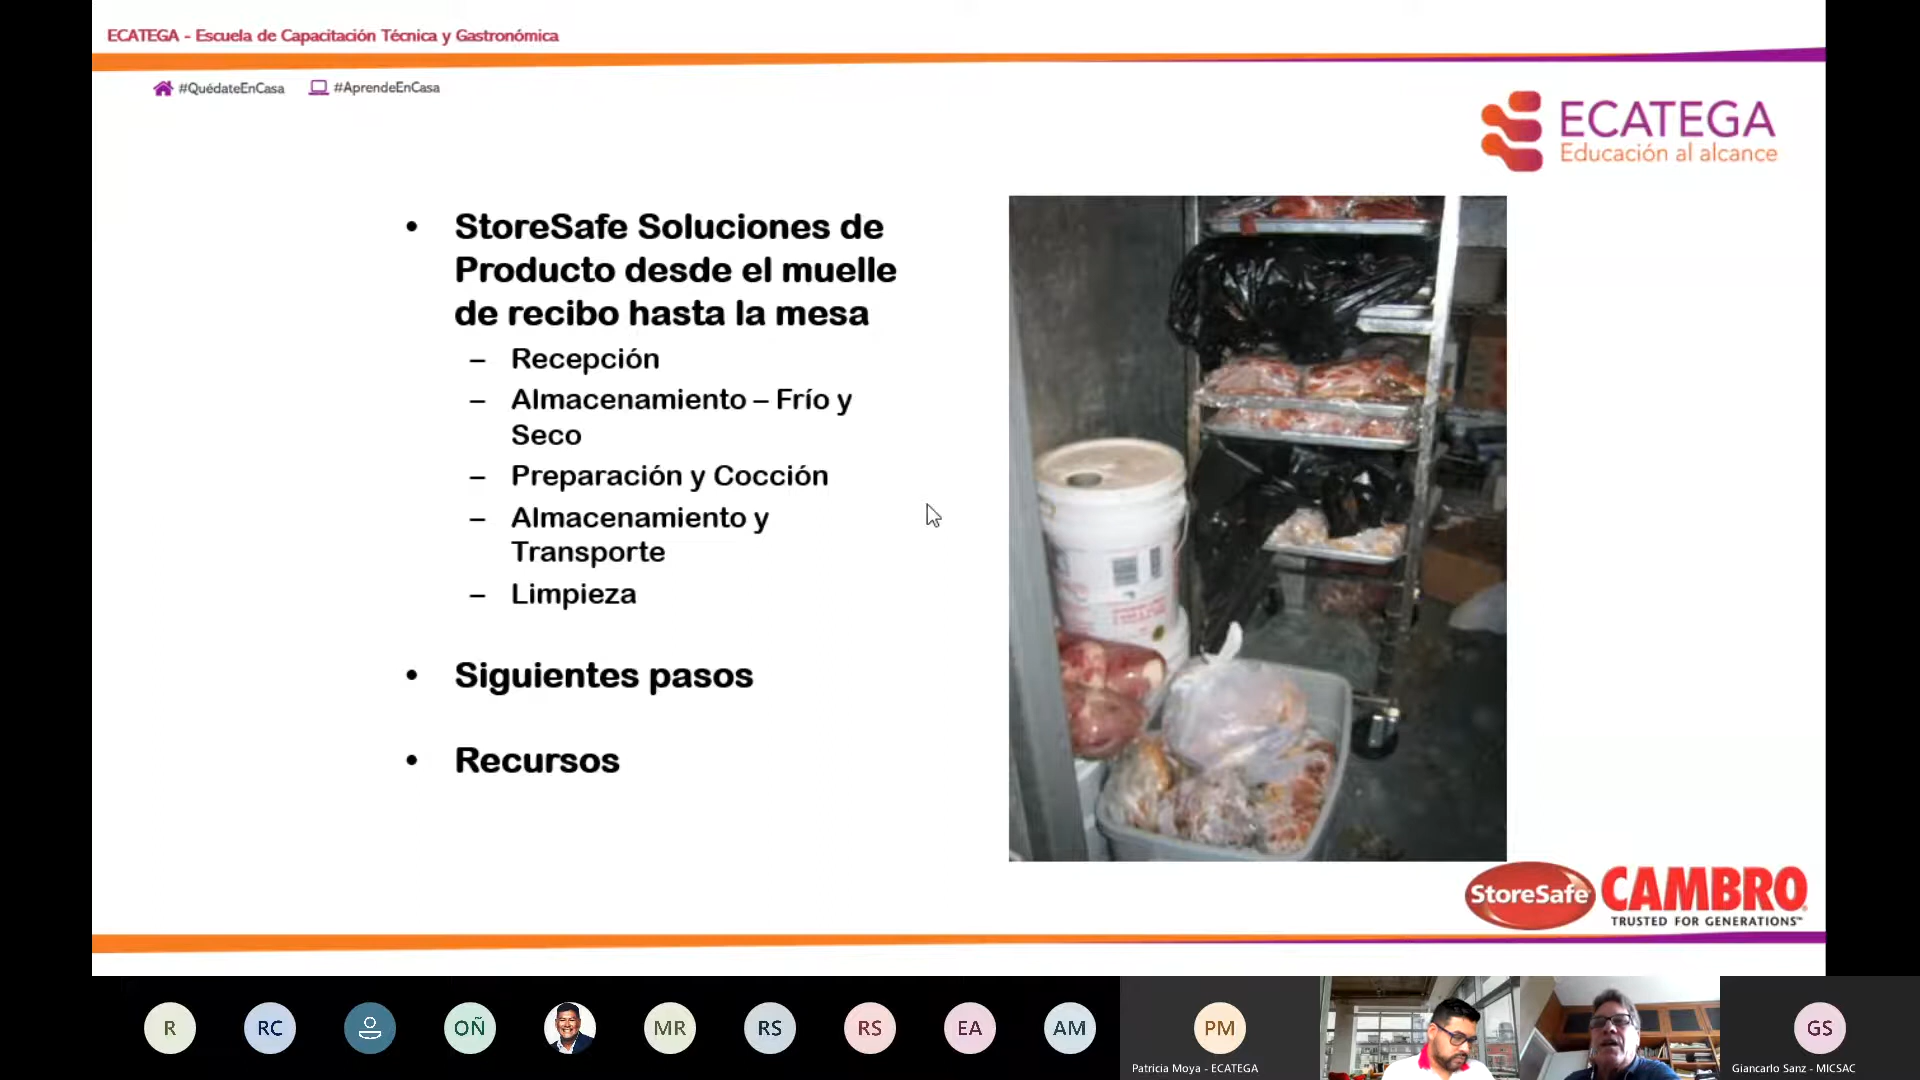 ECATEGA - Escuela de Capacitación Técnica y Gastronómica
#QuédateEnCasa #AprendeEnCasa
ECATEGA
Educación al alcance
• StoreSafe Soluciones de
Producto desde el muelle
de recibo hasta la mesa
– Recepción
– Almacenamiento – Frío y
Seco
– Preparación y Cocción
– Almacenamiento y
Transporte
– Limpieza
• Siguientes pasos
• Recursos
StoreSafe CAMBRO
TRUSTED FOR GENERATIONS™
R RC OÑ MR RS RS EA AM PM GS
Patricia Moya - ECATEGA Giancarlo Sanz - MICSAC